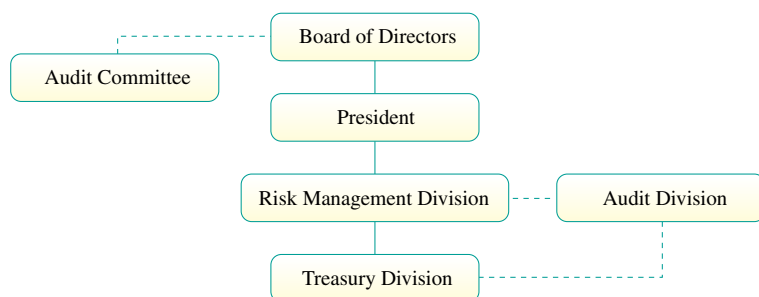 Board of Directors
Audit Committee
President
Risk Management Division
Audit Division
Treasury Division